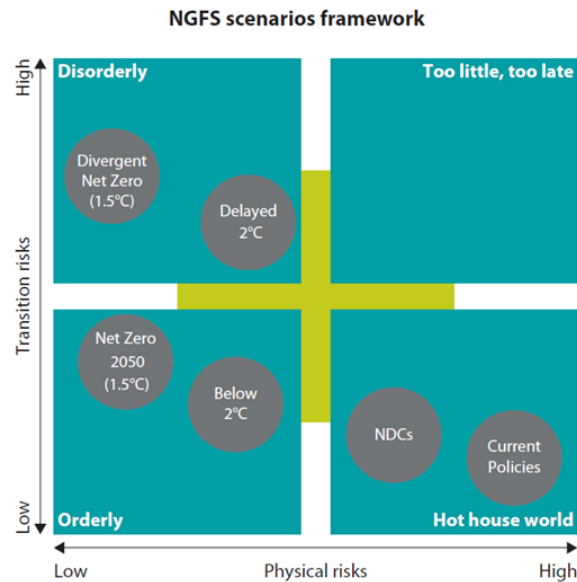 NGFS scenarios framework
High
Disorderly
Too little, too late
Divergent
Net Zero
(1.5°C)
Delayed
2°C
Transition risks
Net Zero
2050
(1.5°C)
Below
2°C
NDCs
Current
Policies
Low
Orderly
Hot house world
Low
Physical risks
High